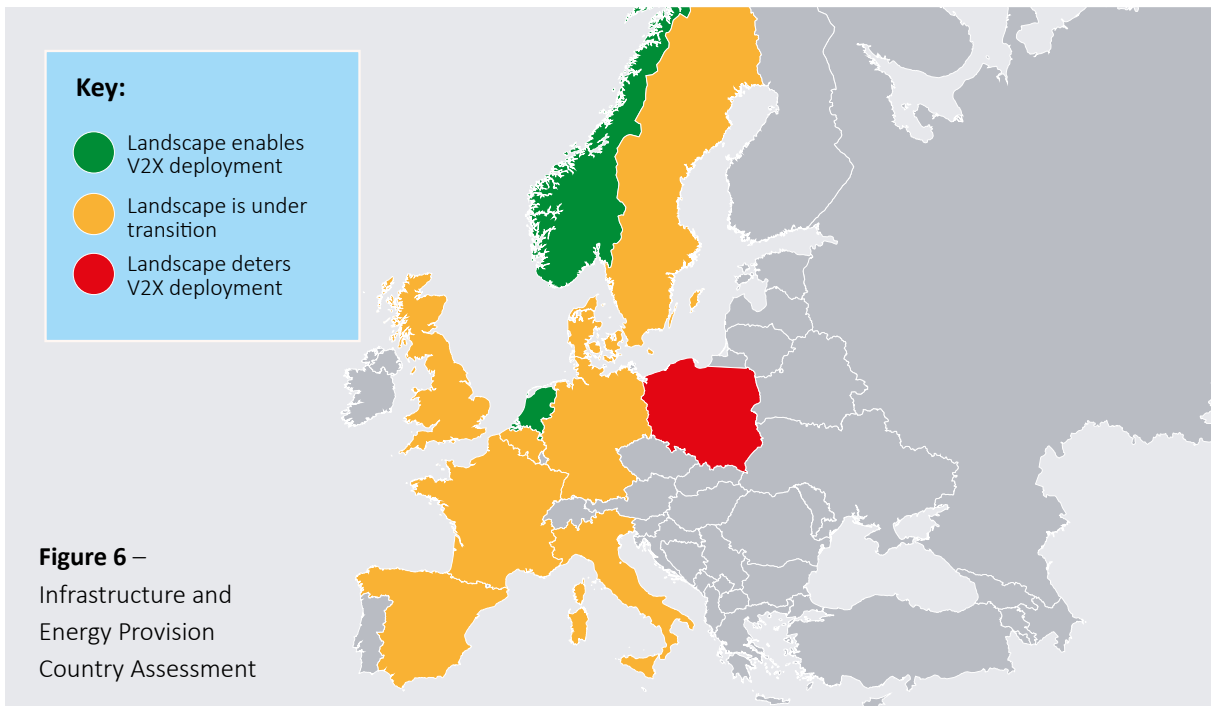 Key:
Landscape enables
V2X deployment
Landscape is under
transition
Landscape deters
V2X deployment
Figure 6 –
Infrastructure and
Energy Provision
Country Assessment